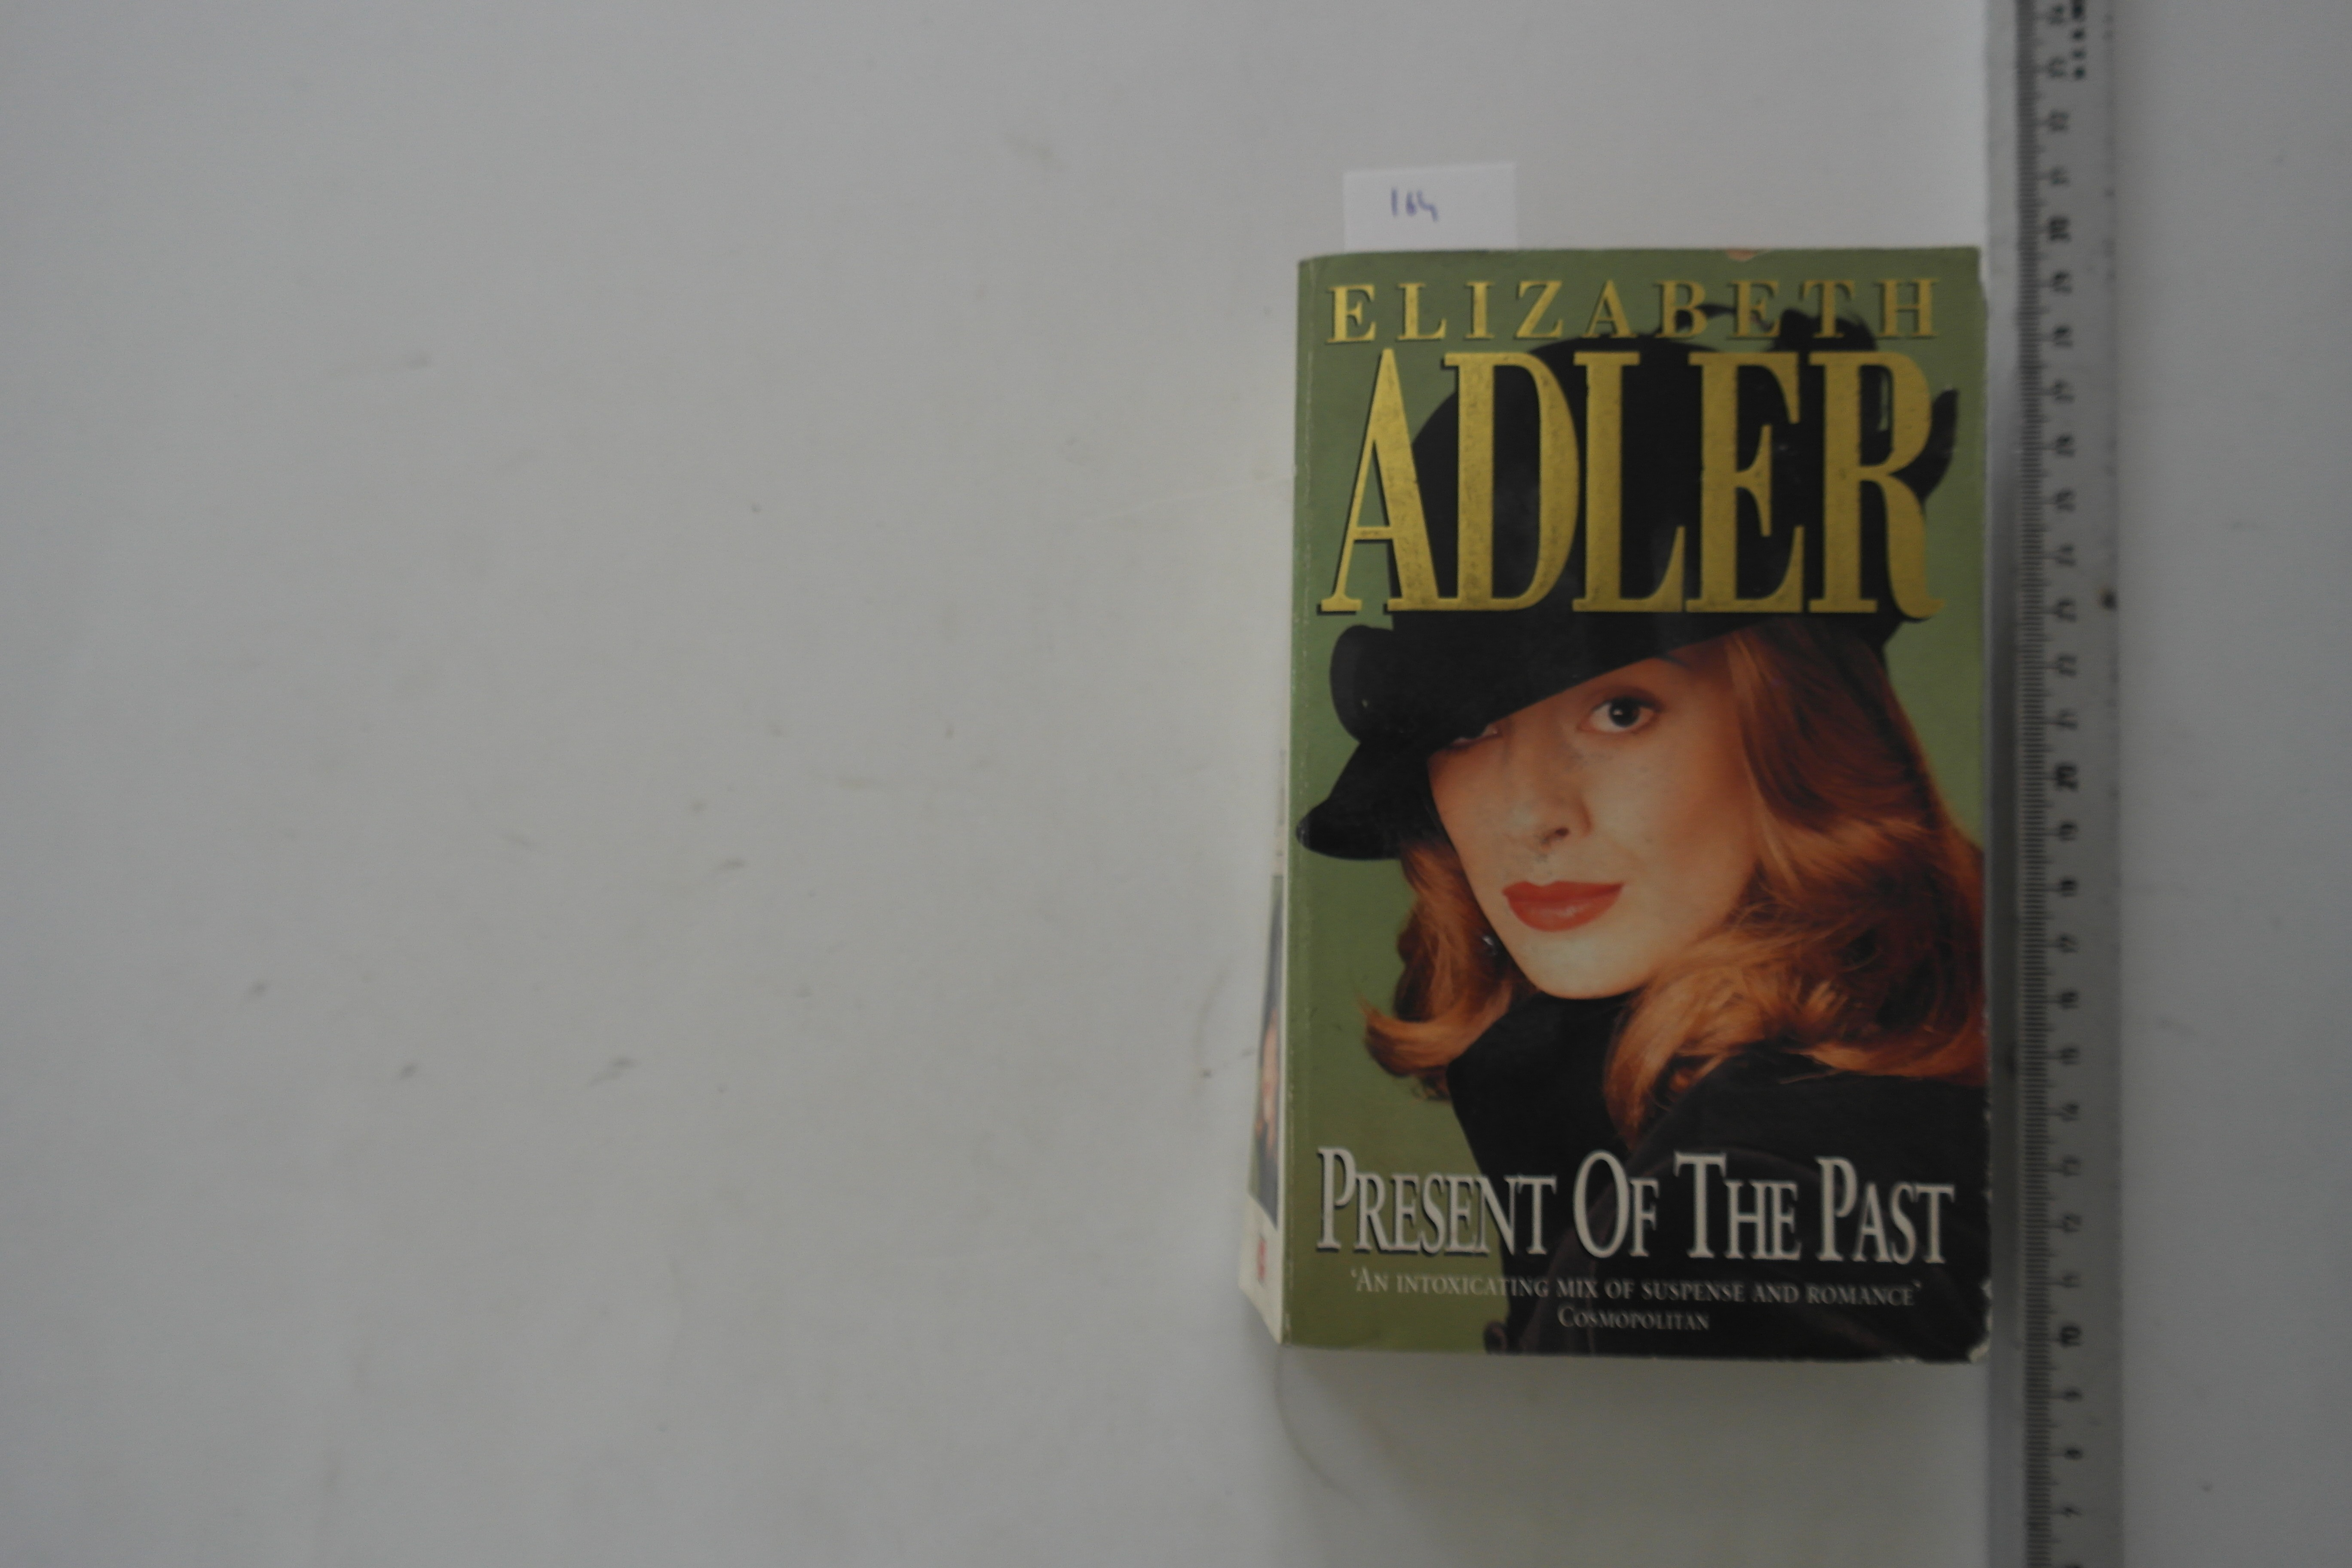 164
ELIZABETH
ADLER
PRESENT OF THE PAST
'AN INTOXICATING MIX OF SUSPENSE AND ROMANCE'
COSMOPOLITAN